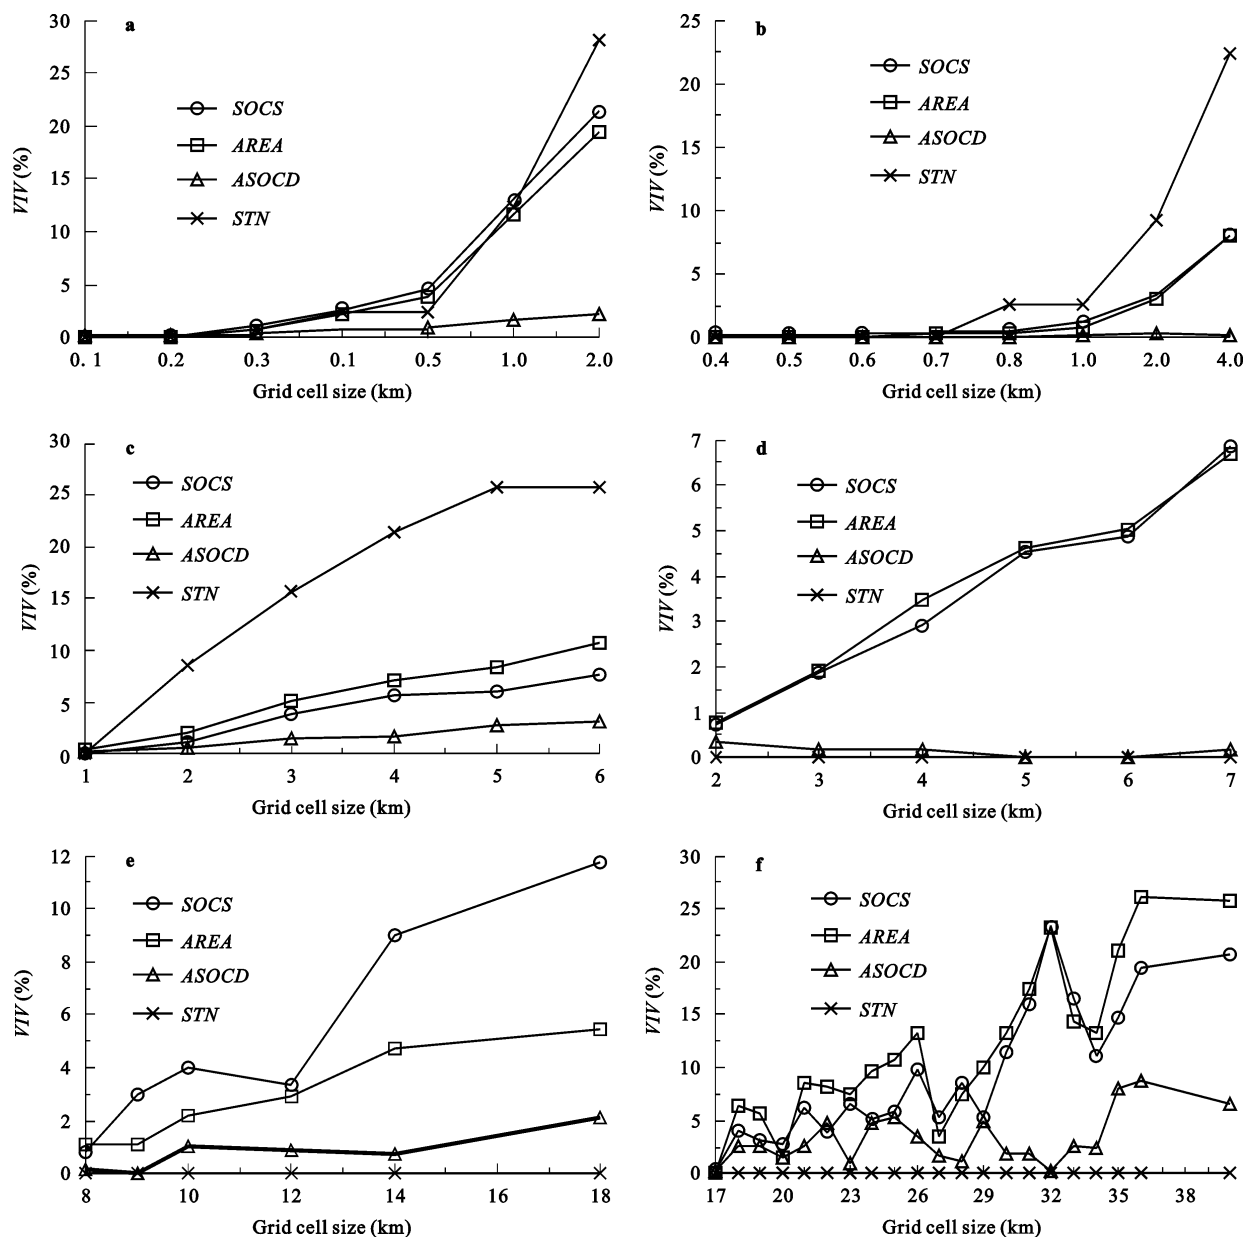 a
30
25
20
15
10
5
0
VIV (%)
SOCS
AREA
ASOCD
STN
0.1 0.2 0.3 0.1 0.5 1.0 2.0
Grid cell size (km)
b
25
20
15
10
5
0
VIV (%)
SOCS
AREA
ASOCD
STN
0.4 0.5 0.6 0.7 0.8 1.0 2.0 4.0
Grid cell size (km)
c
30
25
20
15
10
5
0
VIV (%)
SOCS
AREA
ASOCD
STN
1 2 3 4 5 6
Grid cell size (km)
d
7
6
5
4
3
2
1
0
VIV (%)
SOCS
AREA
ASOCD
STN
2 3 4 5 6 7
Grid cell size (km)
e
12
10
8
6
4
2
0
VIV (%)
SOCS
AREA
ASOCD
STN
8 10 12 14 16 18
Grid cell size (km)
f
30
25
20
15
10
5
0
VIV (%)
SOCS
AREA
ASOCD
STN
17 20 23 26 29 32 35 38
Grid cell size (km)